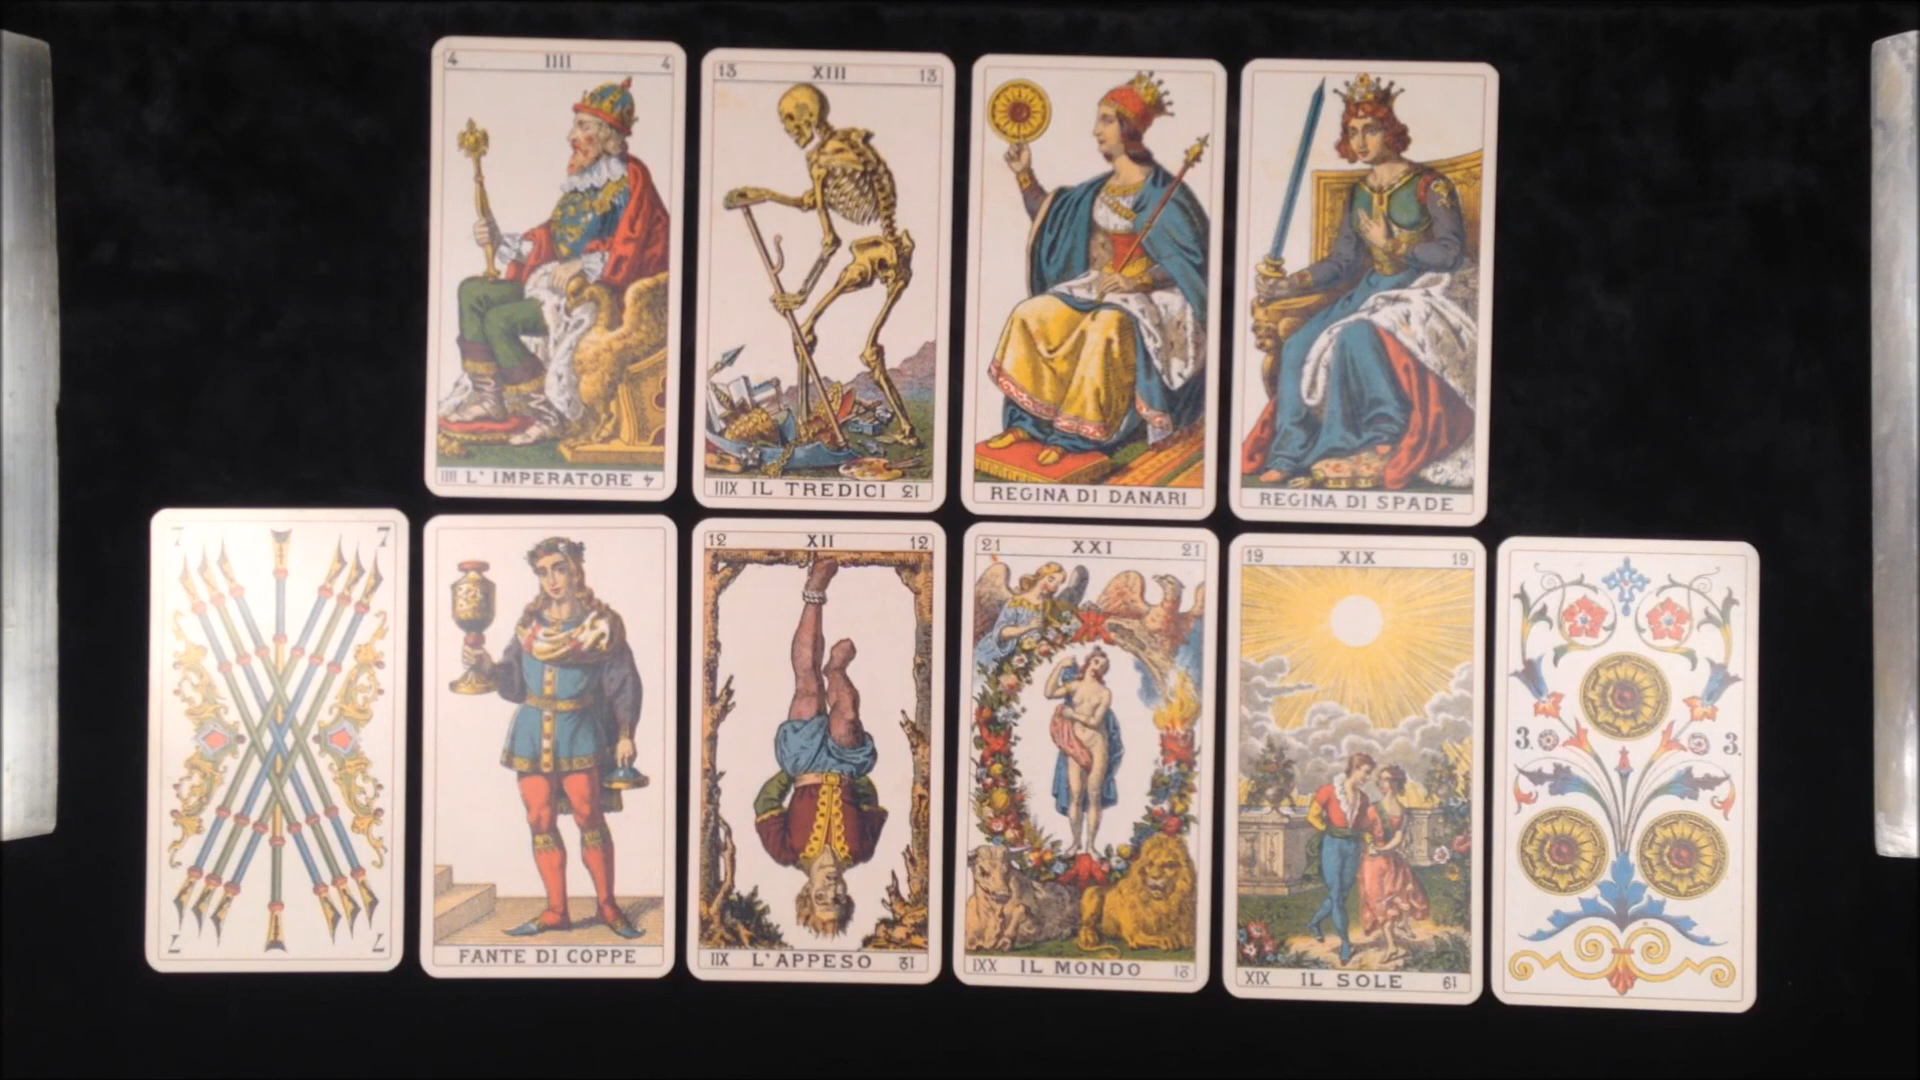 4 IIII 4
IIII L'IMPERATORE 4
13 XIII 13
XIII IL TREDICI 13
REGINA DI DANARI
REGINA DI SPADE
7 7
7 7
FANTE DI COPPE
12 XII 12
XII L'APPESO 12
21 XXI 21
XXI IL MONDO 21
19 XIX 19
XIX IL SOLE 19
3. 3.